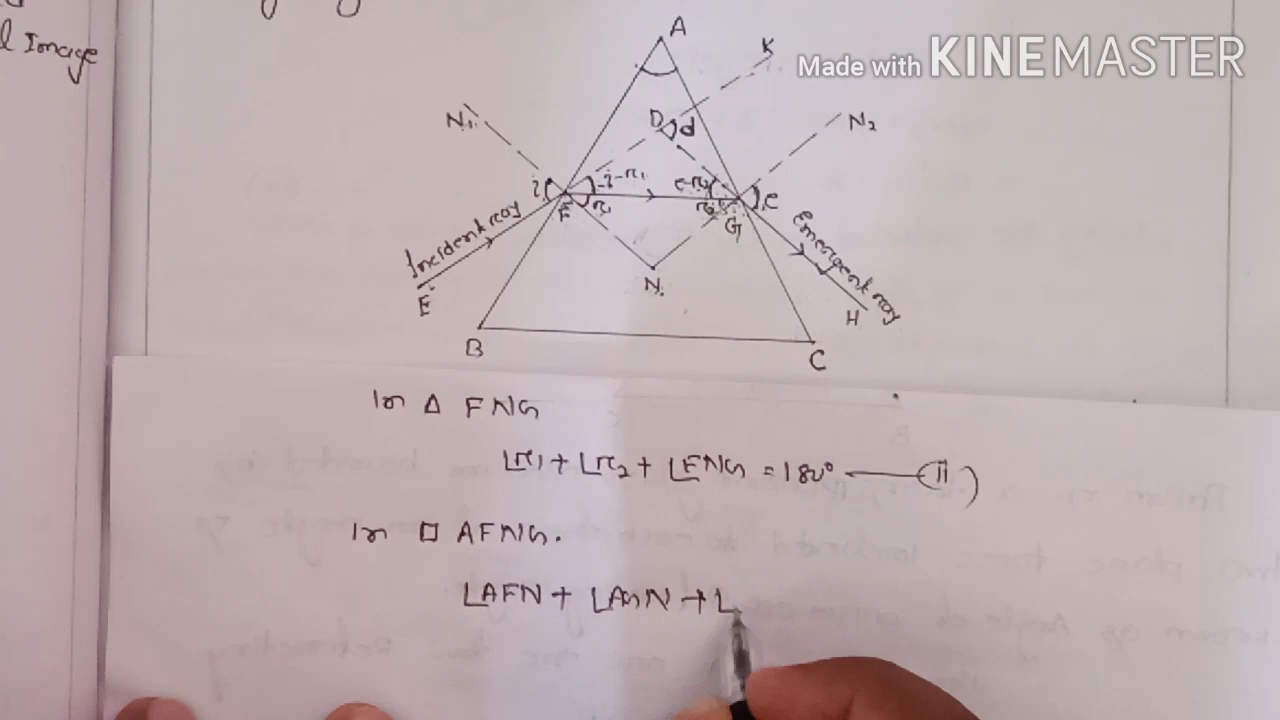 l Image
Made with KINEMASTER
A
K
N1
D
d
N2
i
i-r1
e-r2
e
F
r1
r2
G
Incident ray
Emergent ray
E
N
H
B
C
In Δ FNG
∠r1 + ∠r2 + ∠FNG = 180° —— (II)
In □ AFNG.
∠AFN + ∠AGN + ∠